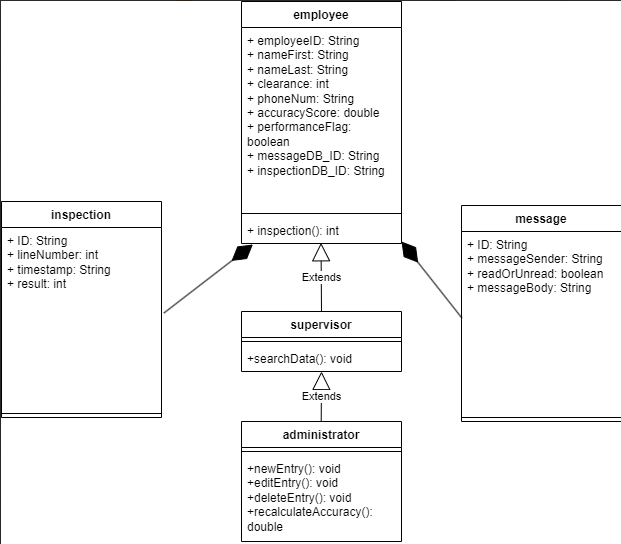 employee
+ employeeID: String
+ nameFirst: String
+ nameLast: String
+ clearance: int
+ phoneNum: String
+ accuracyScore: double
+ performanceFlag:
boolean
+ messageDB_ID: String
+ inspectionDB_ID: String
+ inspection(): int
inspection
+ ID: String
+ lineNumber: int
+ timestamp: String
+ result: int
message
+ ID: String
+ messageSender: String
+ readOrUnread: boolean
+ messageBody: String
Extends
supervisor
+searchData(): void
Extends
administrator
+newEntry(): void
+editEntry(): void
+deleteEntry(): void
+recalculateAccuracy():
double